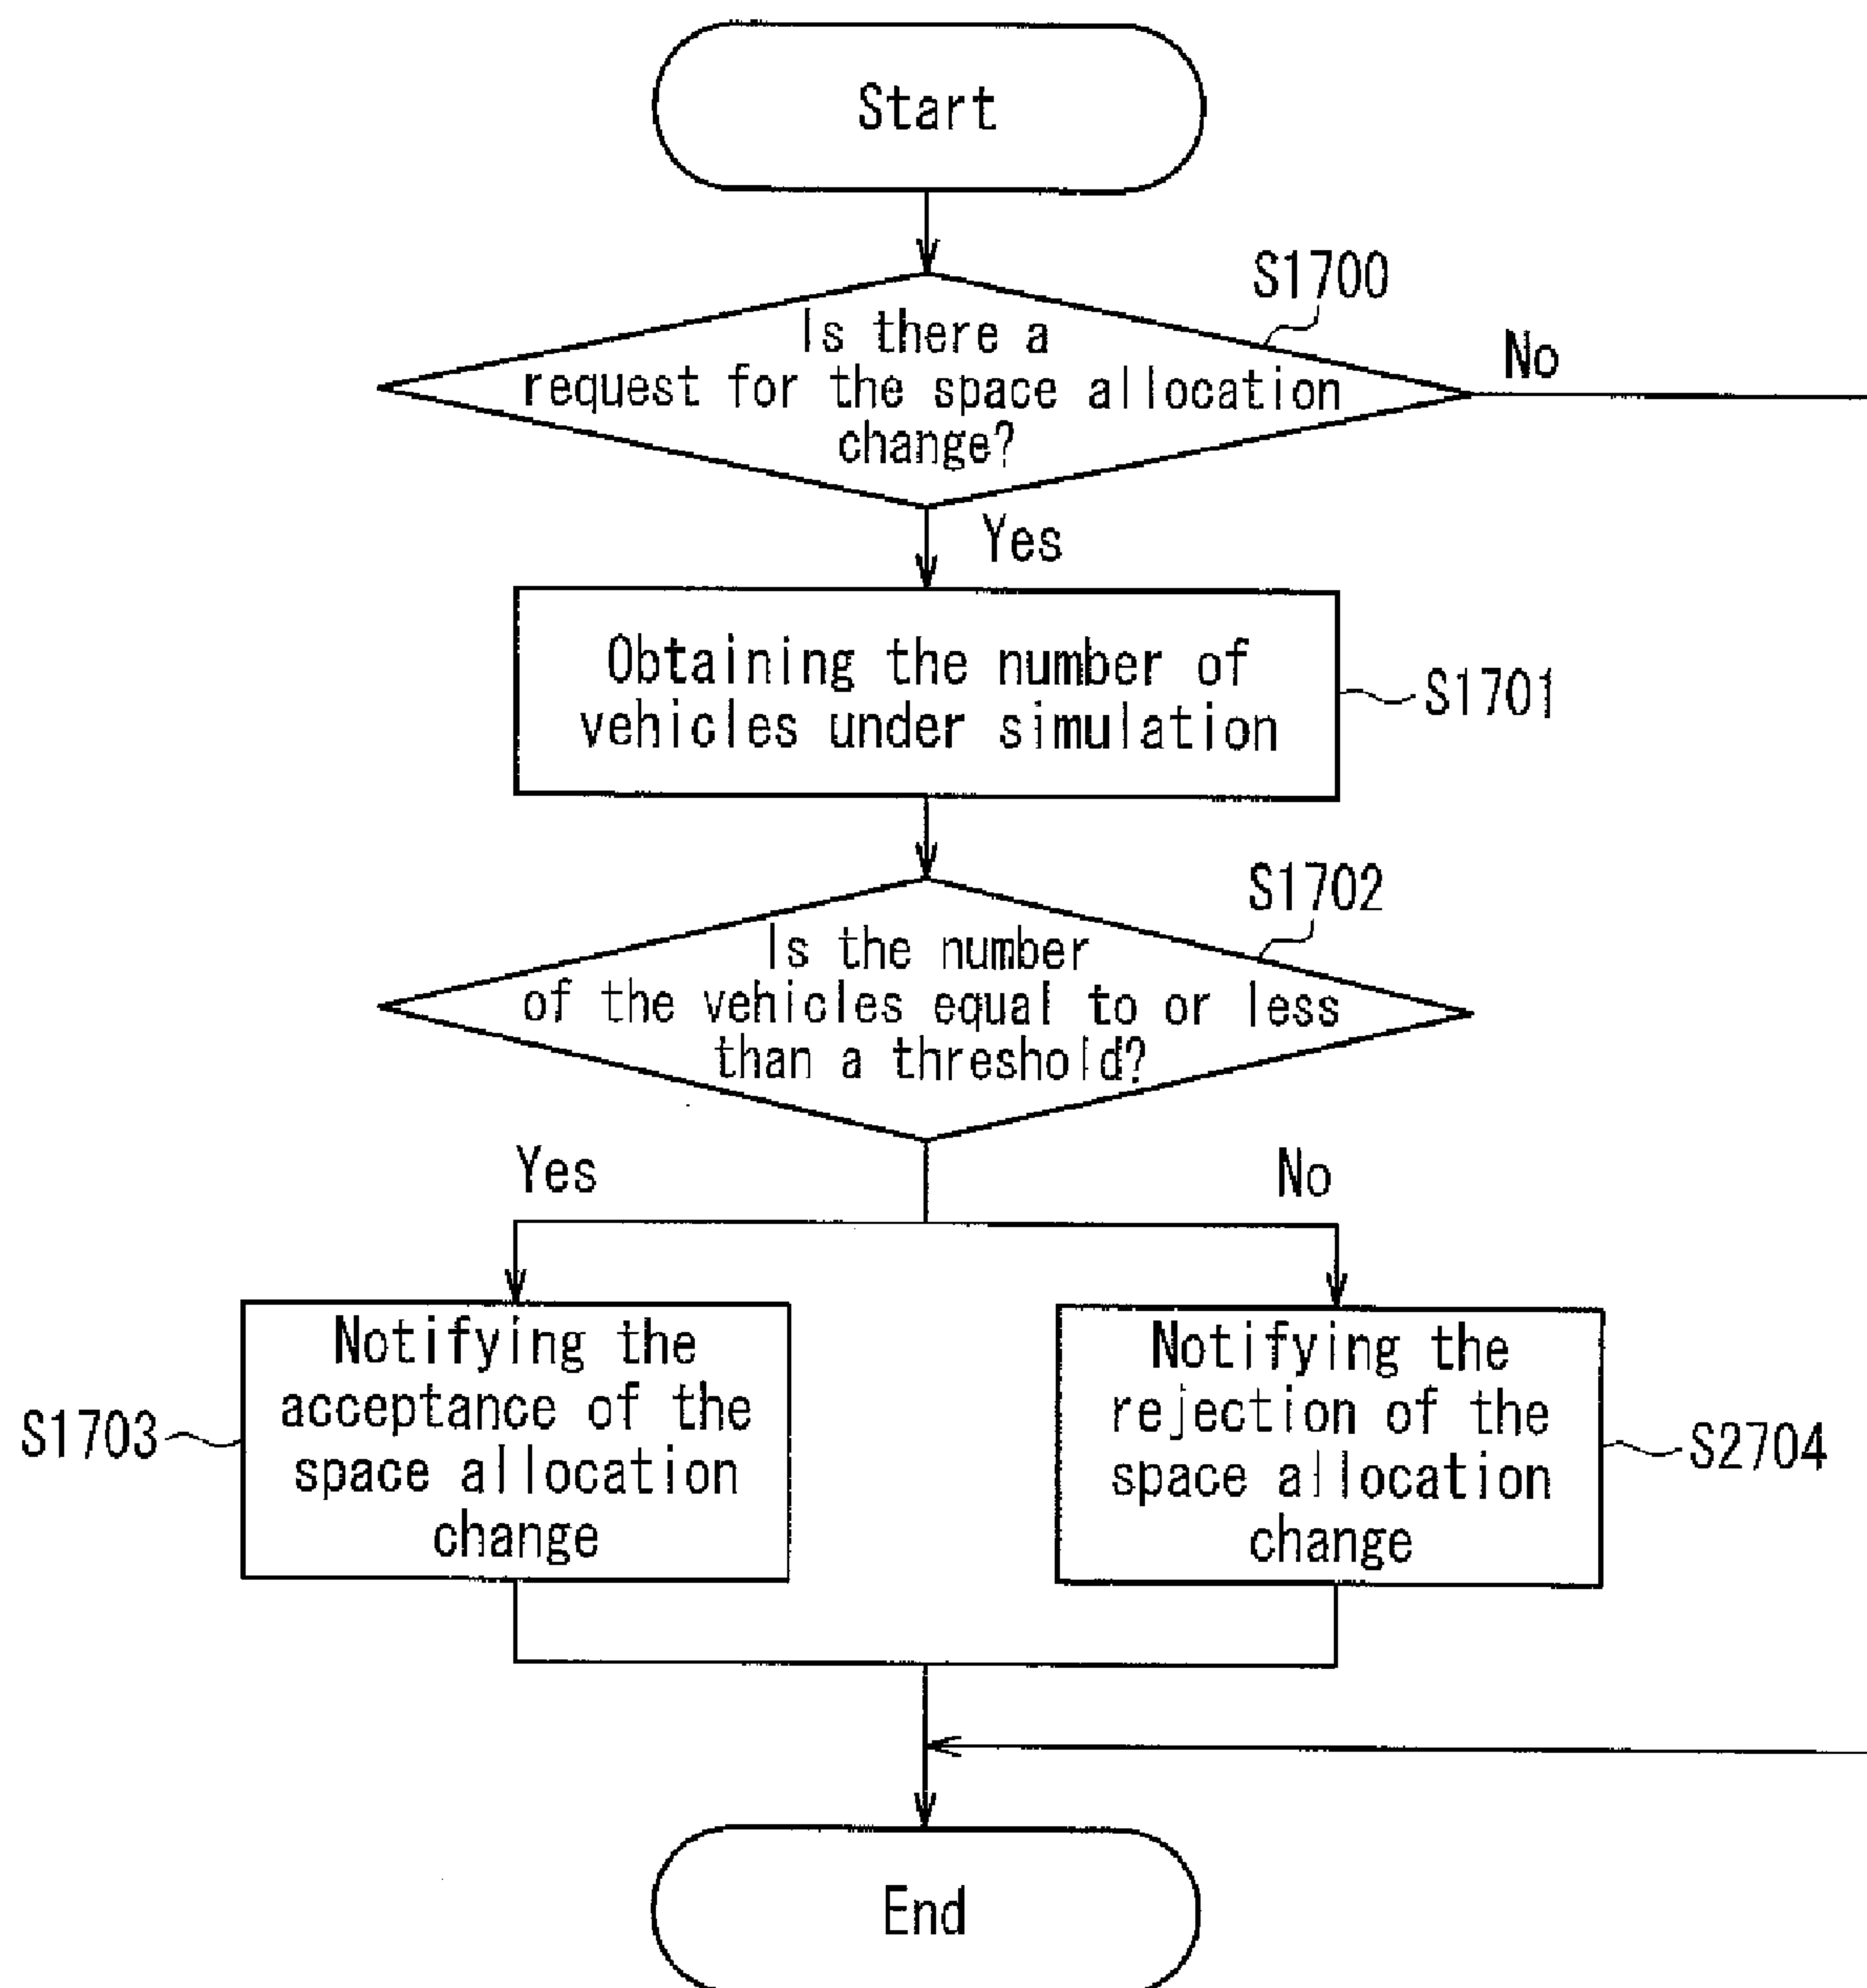 Start
S1700
Is there a
request for the space allocation
change?
No
Yes
Obtaining the number of
vehicles under simulation
S1701
S1702
Is the number
of the vehicles equal to or less
than a threshold?
Yes
No
Notifying the
acceptance of the
space allocation
change
S1703
Notifying the
rejection of the
space allocation
change
S2704
End